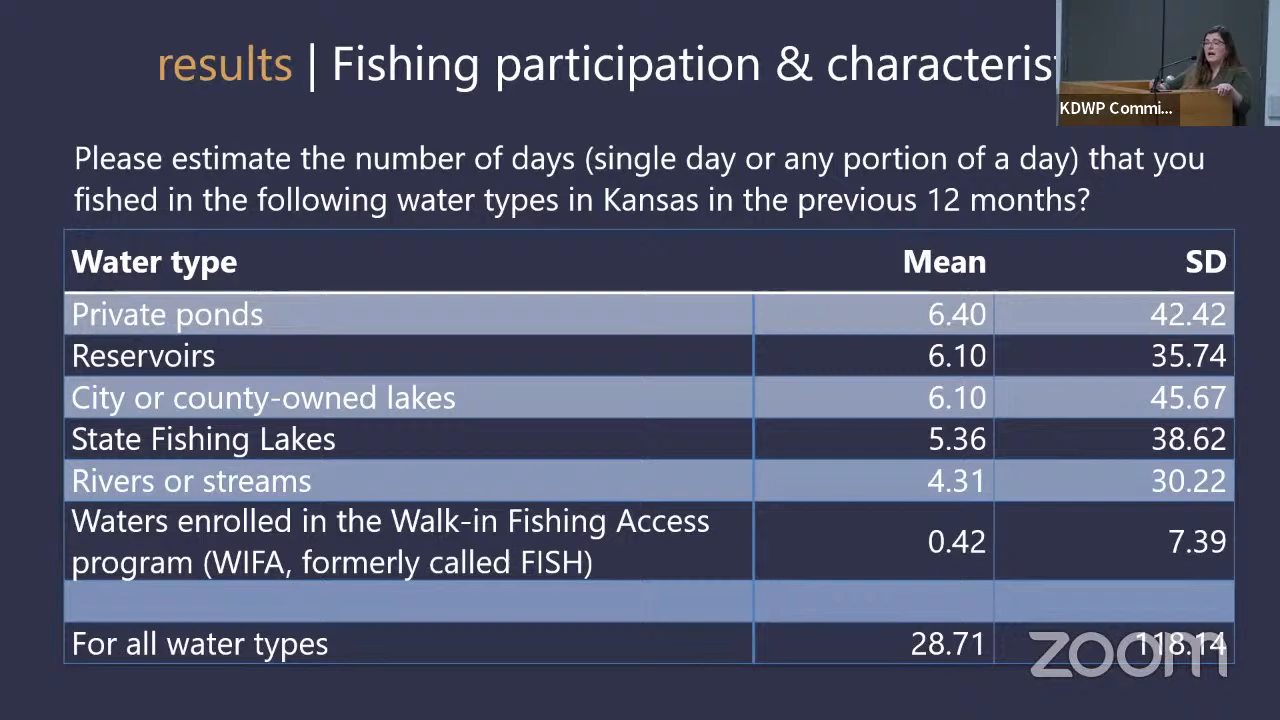 results | Fishing participation & characterist
KDWP Commi...
Please estimate the number of days (single day or any portion of a day) that you
fished in the following water types in Kansas in the previous 12 months?
Water type Mean SD
Private ponds 6.40 42.42
Reservoirs 6.10 35.74
City or county-owned lakes 6.10 45.67
State Fishing Lakes 5.36 38.62
Rivers or streams 4.31 30.22
Waters enrolled in the Walk-in Fishing Access
program (WIFA, formerly called FISH) 0.42 7.39
For all water types 28.71 118.14
zoom